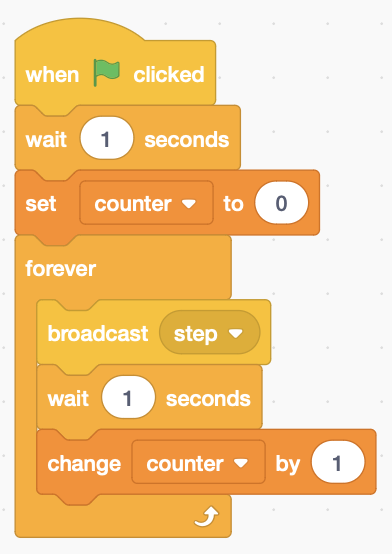 when clicked
wait 1 seconds
set counter to 0
forever
broadcast step
wait 1 seconds
change counter by 1